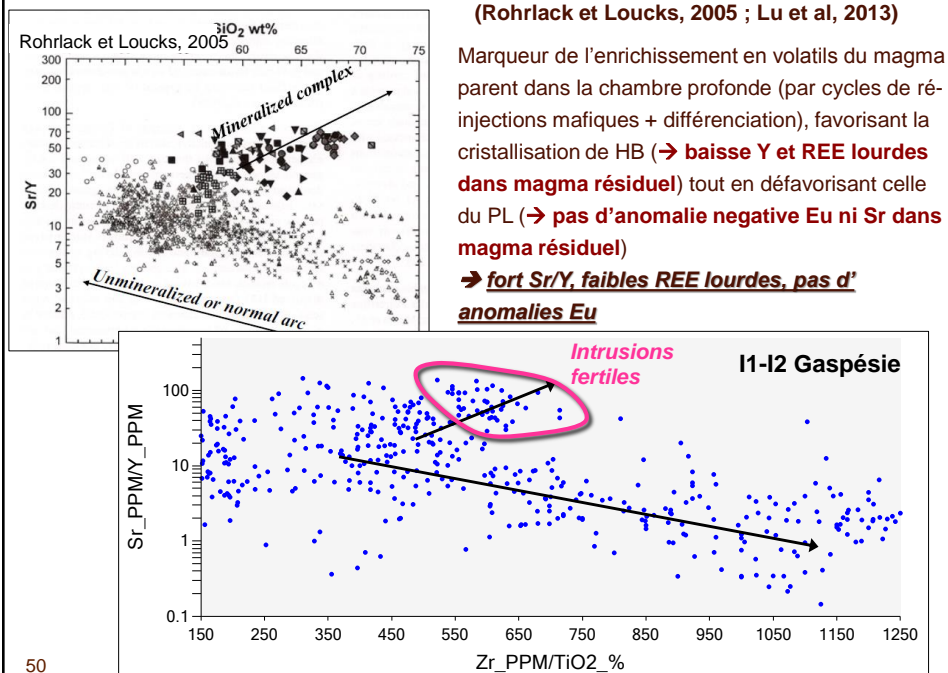 SiO2 wt%
Rohrlack et Loucks, 2005
60 65 70 75
300
200
100
70
50
30
20
10
7
5
3
2
1
Sr/Y
Mineralized complex
Unmineralized or normal arc
(Rohrlack et Loucks, 2005 ; Lu et al, 2013)
Marqueur de l'enrichissement en volatils du magma
parent dans la chambre profonde (par cycles de ré-
injections mafiques + différenciation), favorisant la
cristallisation de HB (→ baisse Y et REE lourdes
dans magma résiduel) tout en défavorisant celle
du PL (→ pas d'anomalie negative Eu ni Sr dans
magma résiduel)
➔ fort Sr/Y, faibles REE lourdes, pas d'
anomalies Eu
Intrusions
fertiles
I1-I2 Gaspésie
100
10
1
0.1
Sr_PPM/Y_PPM
150 250 350 450 550 650 750 850 950 1050 1150 1250
Zr_PPM/TiO2_%
50